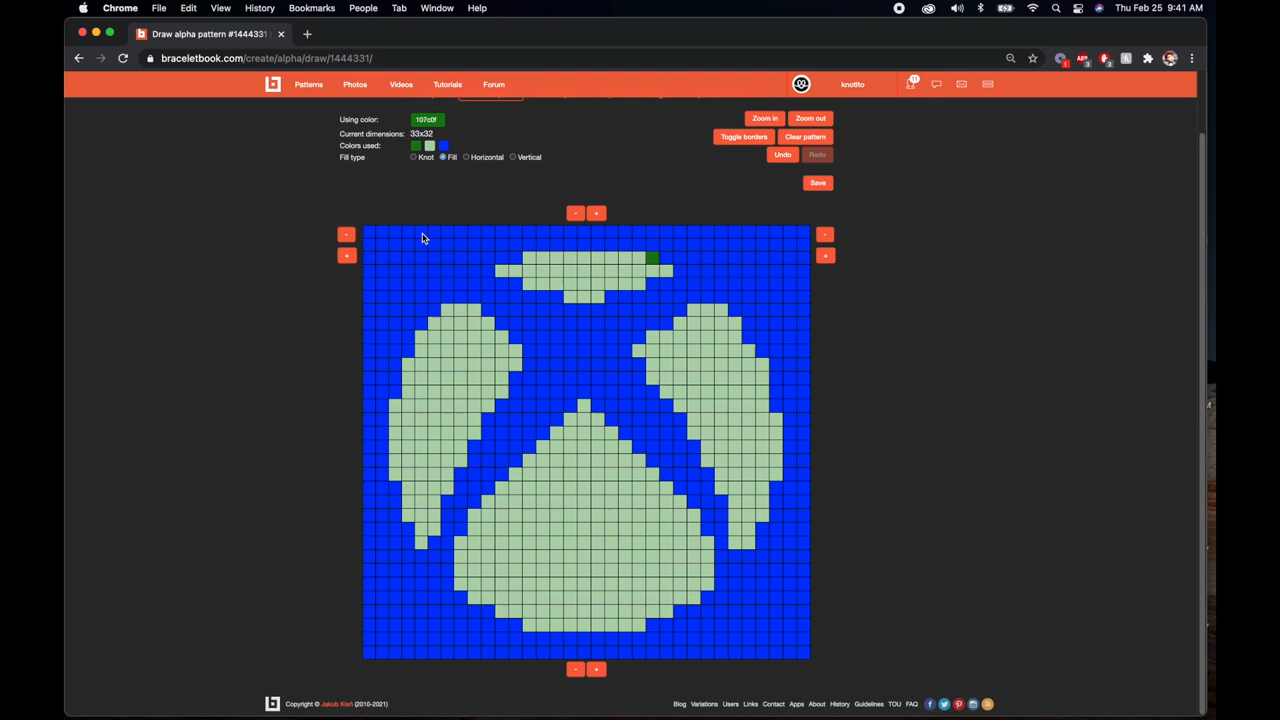 Chrome File Edit View History Bookmarks People Tab Window Help Thu Feb 25 9:41 AM
Draw alpha pattern #1444331
braceletbook.com/create/alpha/draw/1444331/
Patterns Photos Videos Tutorials Forum knotito 11
Using color: 107c0f Zoom in Zoom out
Current dimensions: 33x32 Toggle borders Clear pattern
Colors used:
Fill type Knot Fill Horizontal Vertical Undo Redo
Save
- +
- -
+ +
- +
Copyright © Jakub Kleň (2010-2021) Blog Variations Users Links Contact Apps About History Guidelines TOU FAQ